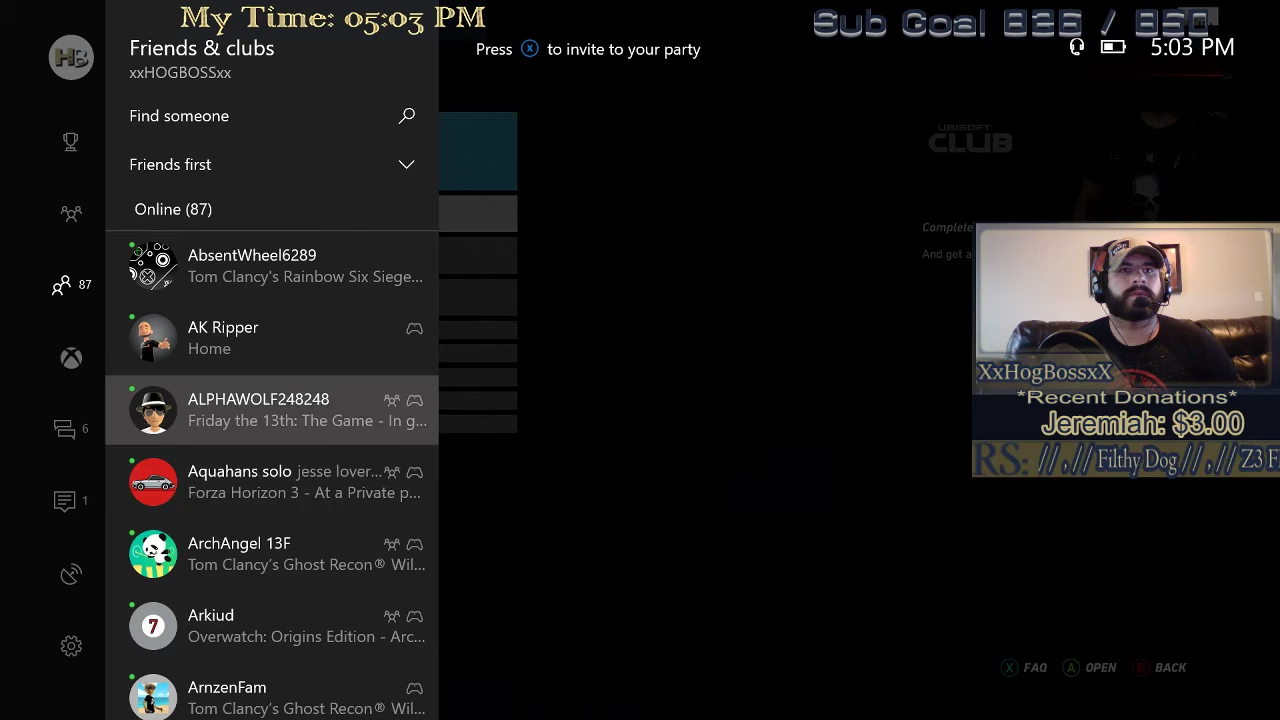 My Time: 05:03 PM
Sub Goal 826 / 850
HB
Friends & clubs
xxHOGBOSSxx
Press X to invite to your party
5:03 PM
Find someone
Friends first
Online (87)
87
6
1
AbsentWheel6289
Tom Clancy's Rainbow Six Siege...
AK Ripper
Home
ALPHAWOLF248248
Friday the 13th: The Game - In g...
Aquahans solo jesse lover...
Forza Horizon 3 - At a Private p...
ArchAngel 13F
Tom Clancy's Ghost Recon® Wil...
7
Arkiud
Overwatch: Origins Edition - Arc...
ArnzenFam
Tom Clancy's Ghost Recon® Wil...
UBISOFT
CLUB
Complete
And get a
XxHogBossxX
*Recent Donations*
Jeremiah: $3.00
RS: // , // Filthy Dog // , // Z3 F
X FAQ A OPEN B BACK